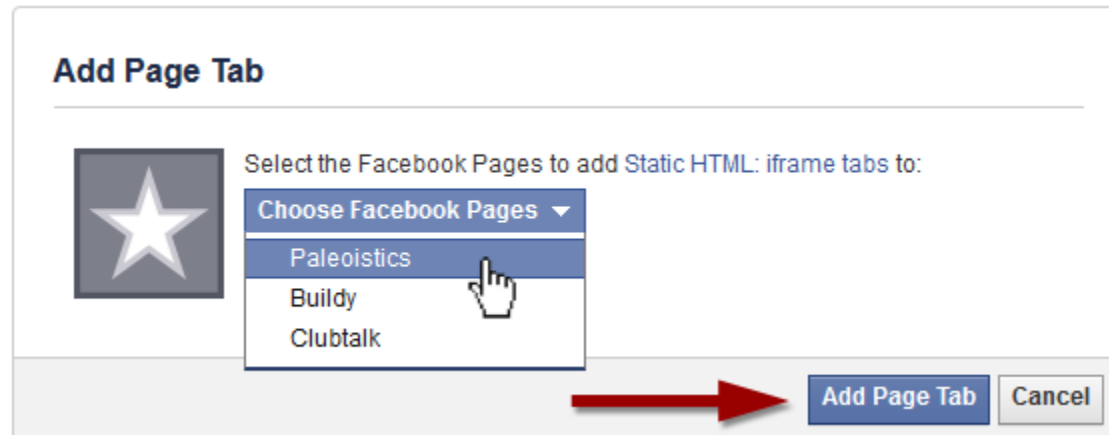 Add Page Tab
Select the Facebook Pages to add Static HTML: iframe tabs to:
Choose Facebook Pages
Paleoistics
Buildy
Clubtalk
Add Page Tab
Cancel